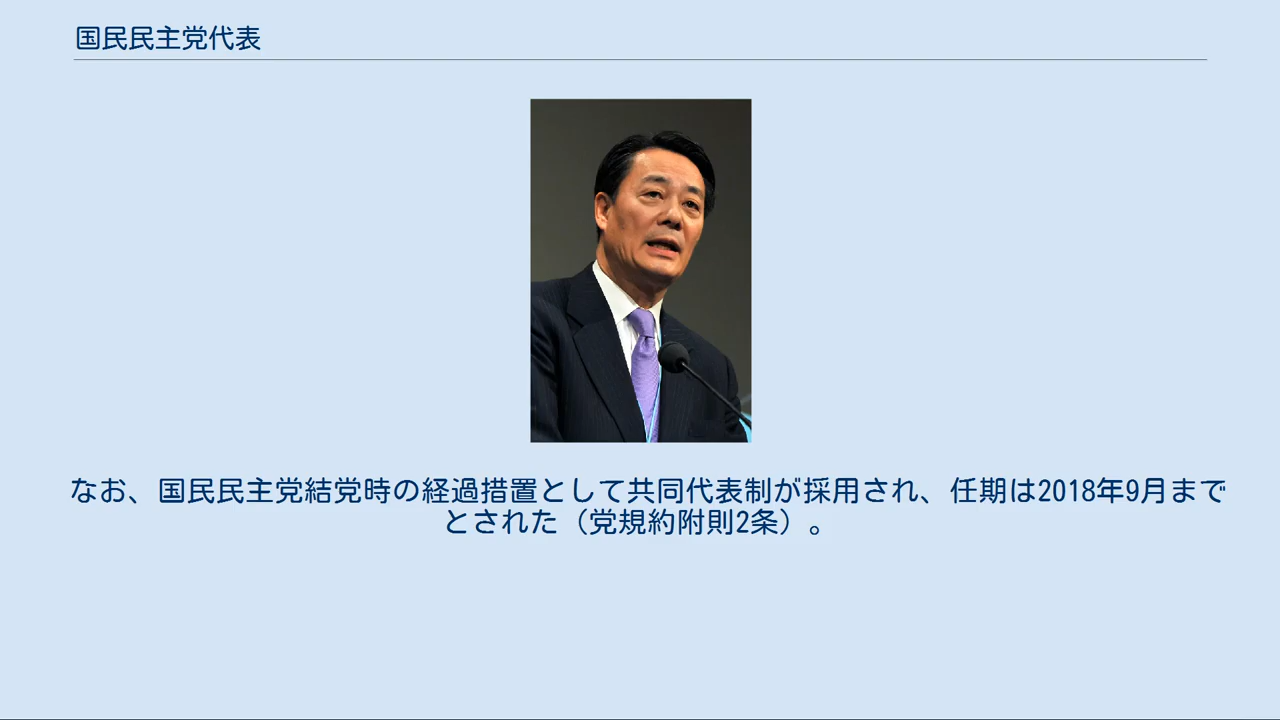 国民民主党代表
なお、国民民主党結党時の経過措置として共同代表制が採用され、任期は2018年9月まで
とされた（党規約附則2条）。